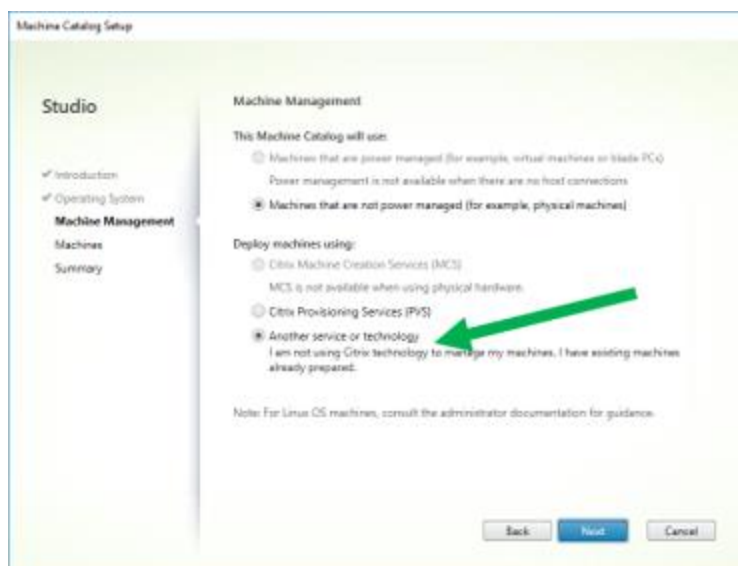 Machine Catalog Setup
Studio
Introduction
Operating System
Machine Management
Machines
Summary
Machine Management
This Machine Catalog will use:
Machines that are power managed (for example, virtual machines or blade PCs)
Power management is not available when there are no host connections
Machines that are not power managed (for example, physical machines)
Deploy machines using:
Citrix Machine Creation Services (MCS)
MCS is not available when using physical hardware.
Citrix Provisioning Services (PVS)
Another service or technology
I am not using Citrix technology to manage my machines. I have existing machines
already prepared.
Note: For Linux OS machines, consult the administrator documentation for guidance.
Back
Next
Cancel